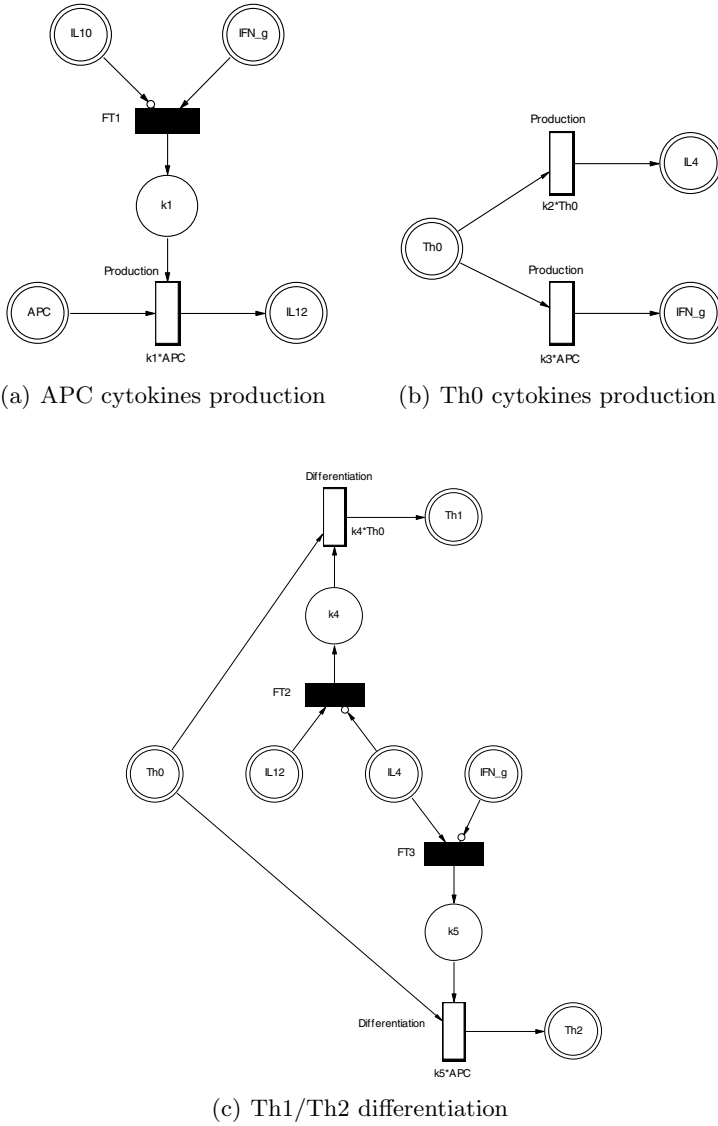 IL10
IFN_g
FT1
k1
Production
APC
IL12
k1*APC
(a) APC cytokines production
Production
IL4
k2*Th0
Th0
Production
IFN_g
k3*APC
(b) Th0 cytokines production
Differentiation
Th1
k4*Th0
k4
FT2
Th0
IL12
IL4
IFN_g
FT3
k5
Differentiation
Th2
k5*APC
(c) Th1/Th2 differentiation